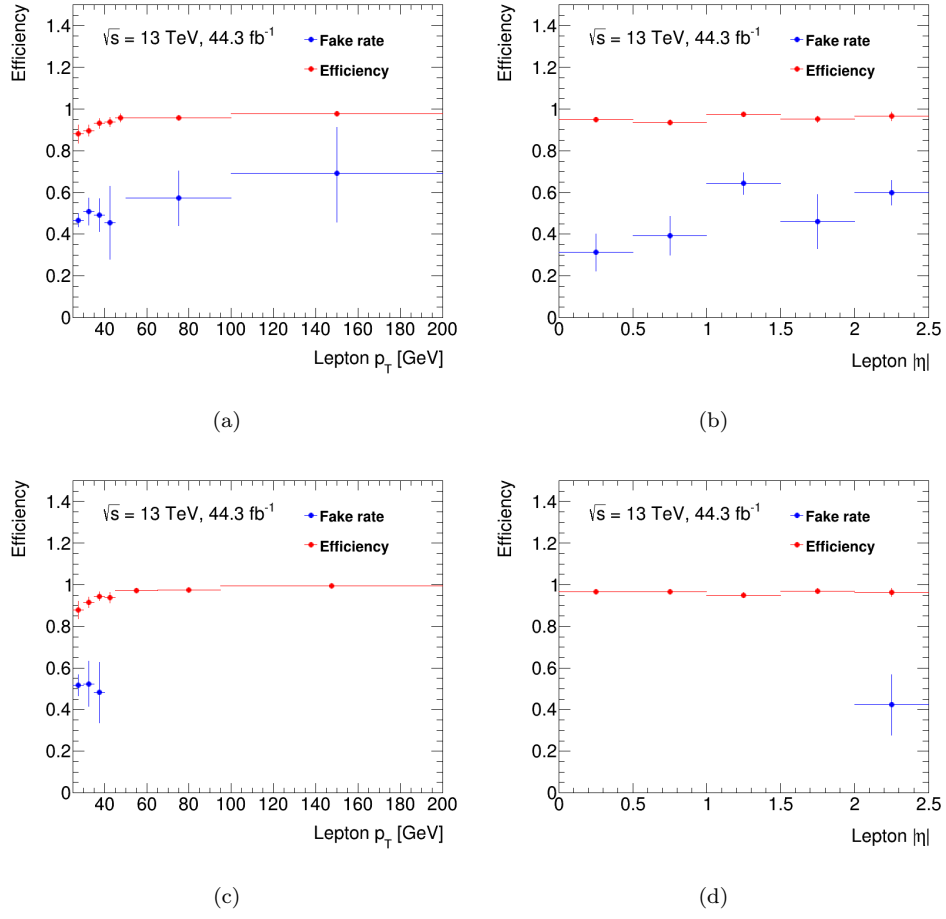 Efficiency
1.4
1.2
1
0.8
0.6
0.4
0.2
0
√s = 13 TeV, 44.3 fb⁻¹
Fake rate
Efficiency
40 60 80 100 120 140 160 180 200
Lepton p_T [GeV]
(a)
Efficiency
1.4
1.2
1
0.8
0.6
0.4
0.2
0
√s = 13 TeV, 44.3 fb⁻¹
Fake rate
Efficiency
0 0.5 1 1.5 2 2.5
Lepton |η|
(b)
Efficiency
1.4
1.2
1
0.8
0.6
0.4
0.2
0
√s = 13 TeV, 44.3 fb⁻¹
Fake rate
Efficiency
40 60 80 100 120 140 160 180 200
Lepton p_T [GeV]
(c)
Efficiency
1.4
1.2
1
0.8
0.6
0.4
0.2
0
√s = 13 TeV, 44.3 fb⁻¹
Fake rate
Efficiency
0 0.5 1 1.5 2 2.5
Lepton |η|
(d)